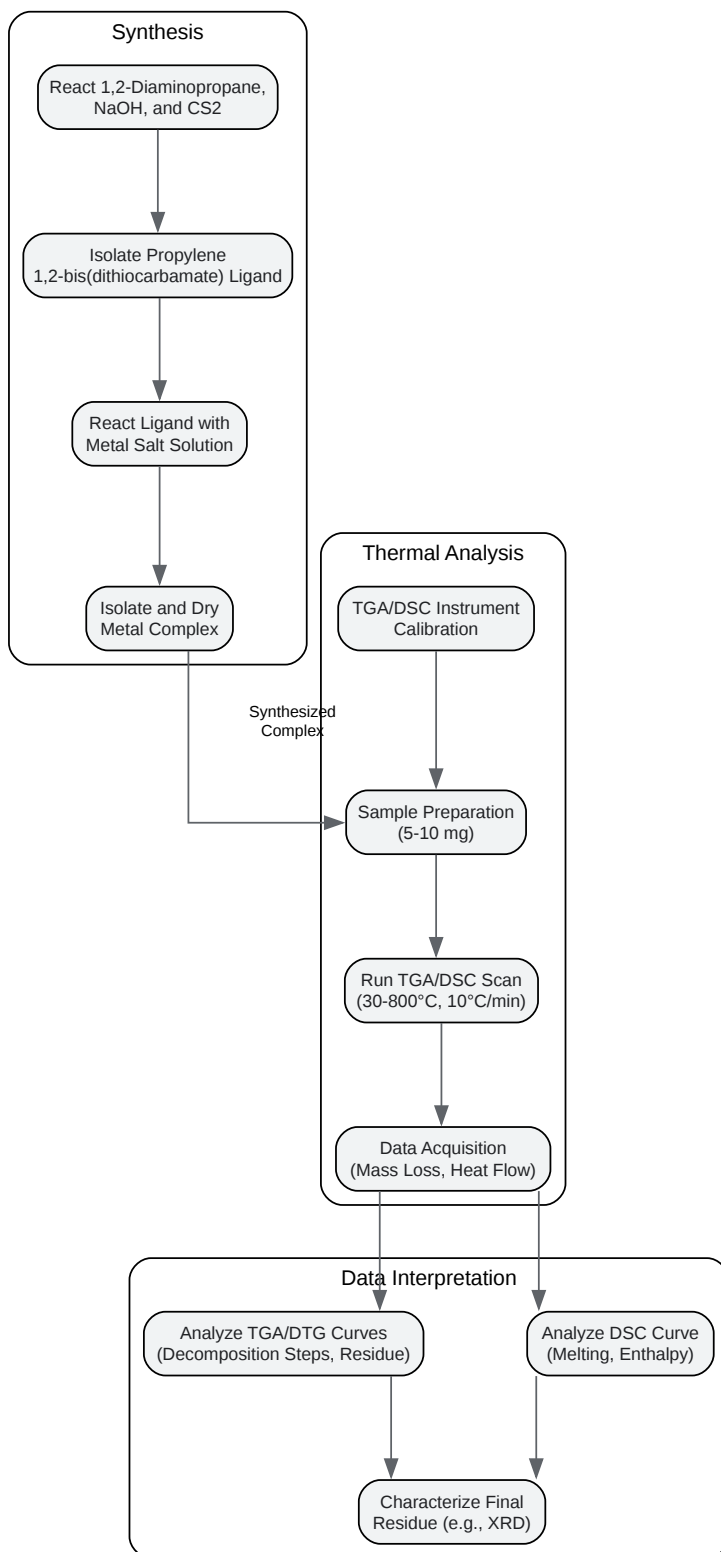 Synthesis
React 1,2-Diaminopropane,
NaOH, and CS2
Isolate Propylene
1,2-bis(dithiocarbamate) Ligand
React Ligand with
Metal Salt Solution
Isolate and Dry
Metal Complex
Thermal Analysis
TGA/DSC Instrument
Calibration
Synthesized
Complex
Sample Preparation
(5-10 mg)
Run TGA/DSC Scan
(30-800°C, 10°C/min)
Data Acquisition
(Mass Loss, Heat Flow)
Data Interpretation
Analyze TGA/DTG Curves
(Decomposition Steps, Residue)
Analyze DSC Curve
(Melting, Enthalpy)
Characterize Final
Residue (e.g., XRD)